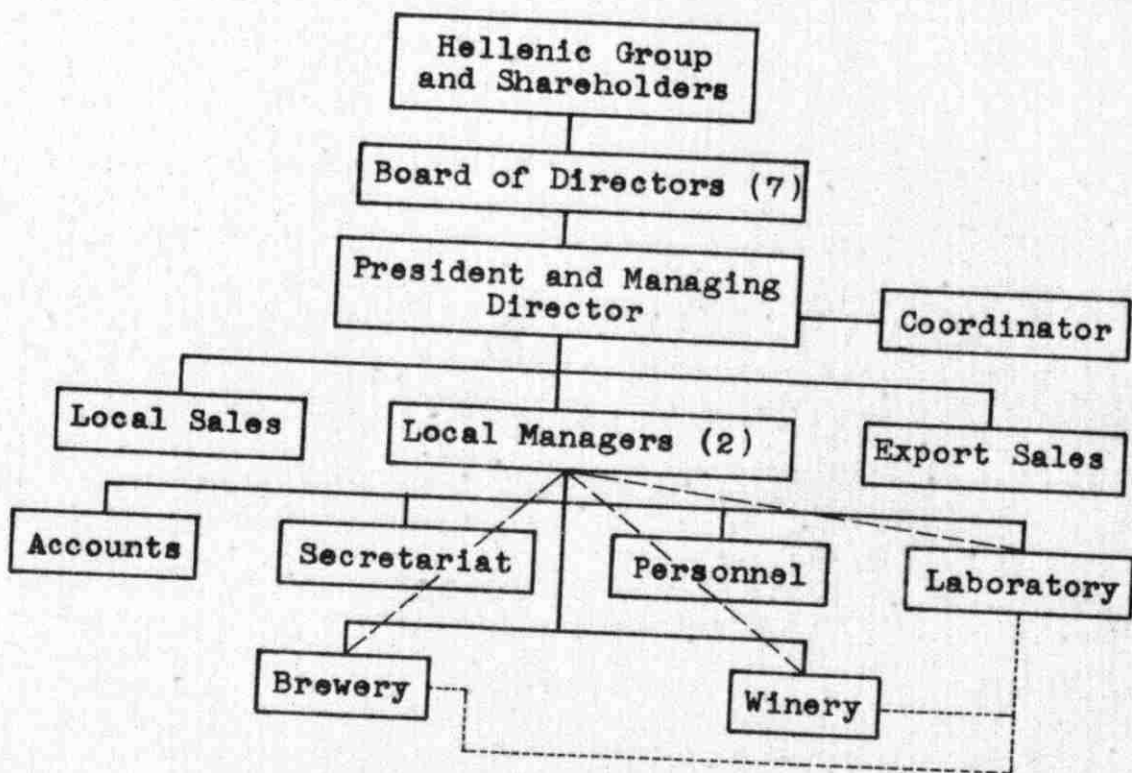 Hellenic Group
and Shareholders
Board of Directors (7)
President and Managing
Director
Coordinator
Local Sales
Local Managers (2)
Export Sales
Accounts
Secretariat
Personnel
Laboratory
Brewery
Winery